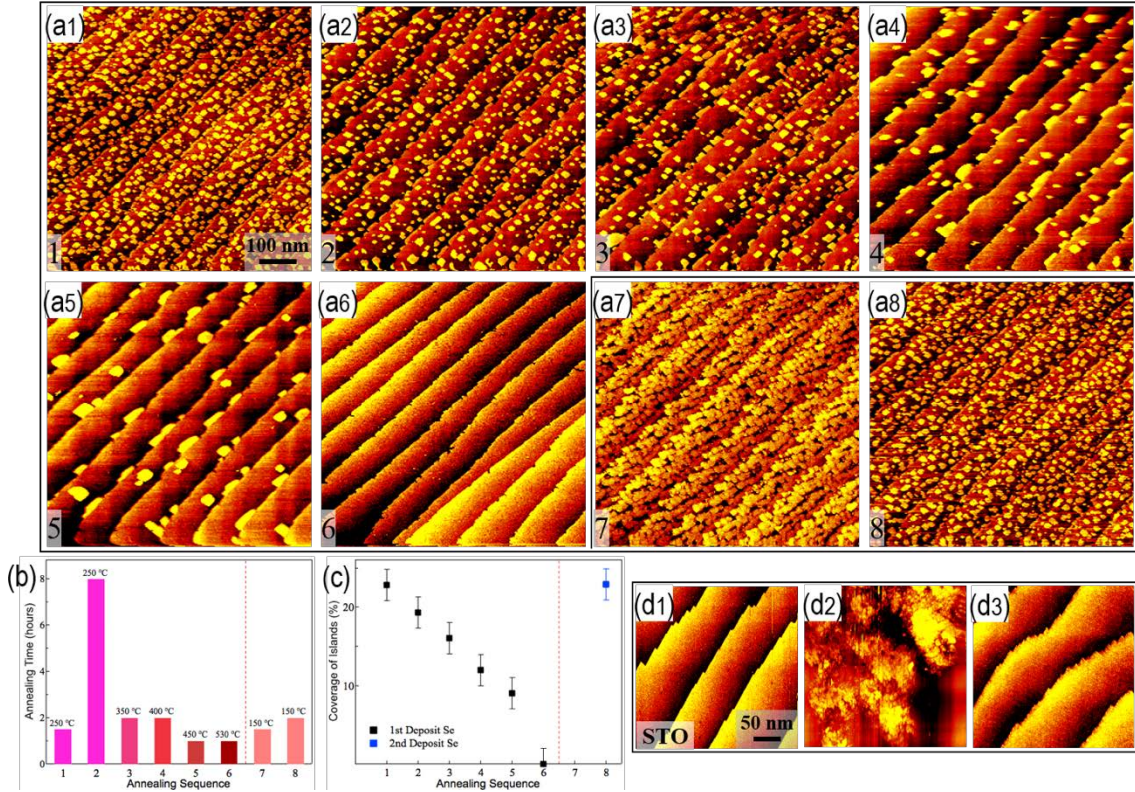 (a1)
1
100 nm
(a2)
2
(a3)
3
(a4)
4
(a5)
5
(a6)
6
(a7)
7
(a8)
8
(b)
Annealing Time (hours)
8
6
4
2
0
250 °C
250 °C
350 °C
400 °C
450 °C
530 °C
150 °C
150 °C
1 2 3 4 5 6 7 8
Annealing Sequence
(c)
Coverage of Islands (%)
20
10
1st Deposit Se
2nd Deposit Se
1 2 3 4 5 6 7 8
Annealing Sequence
(d1)
STO
50 nm
(d2)
(d3)